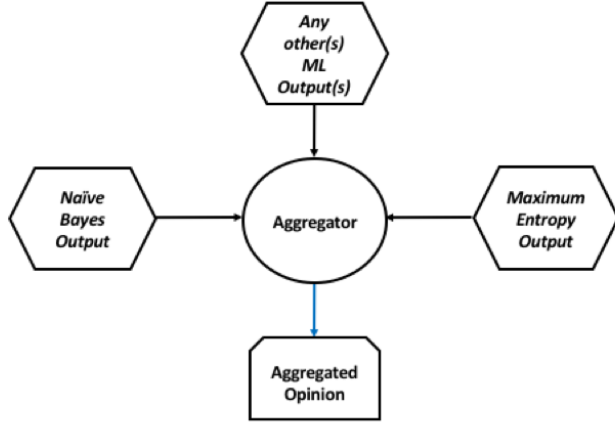 Any
other(s)
ML
Output(s)
Naïve
Bayes
Output
Aggregator
Maximum
Entropy
Output
Aggregated
Opinion